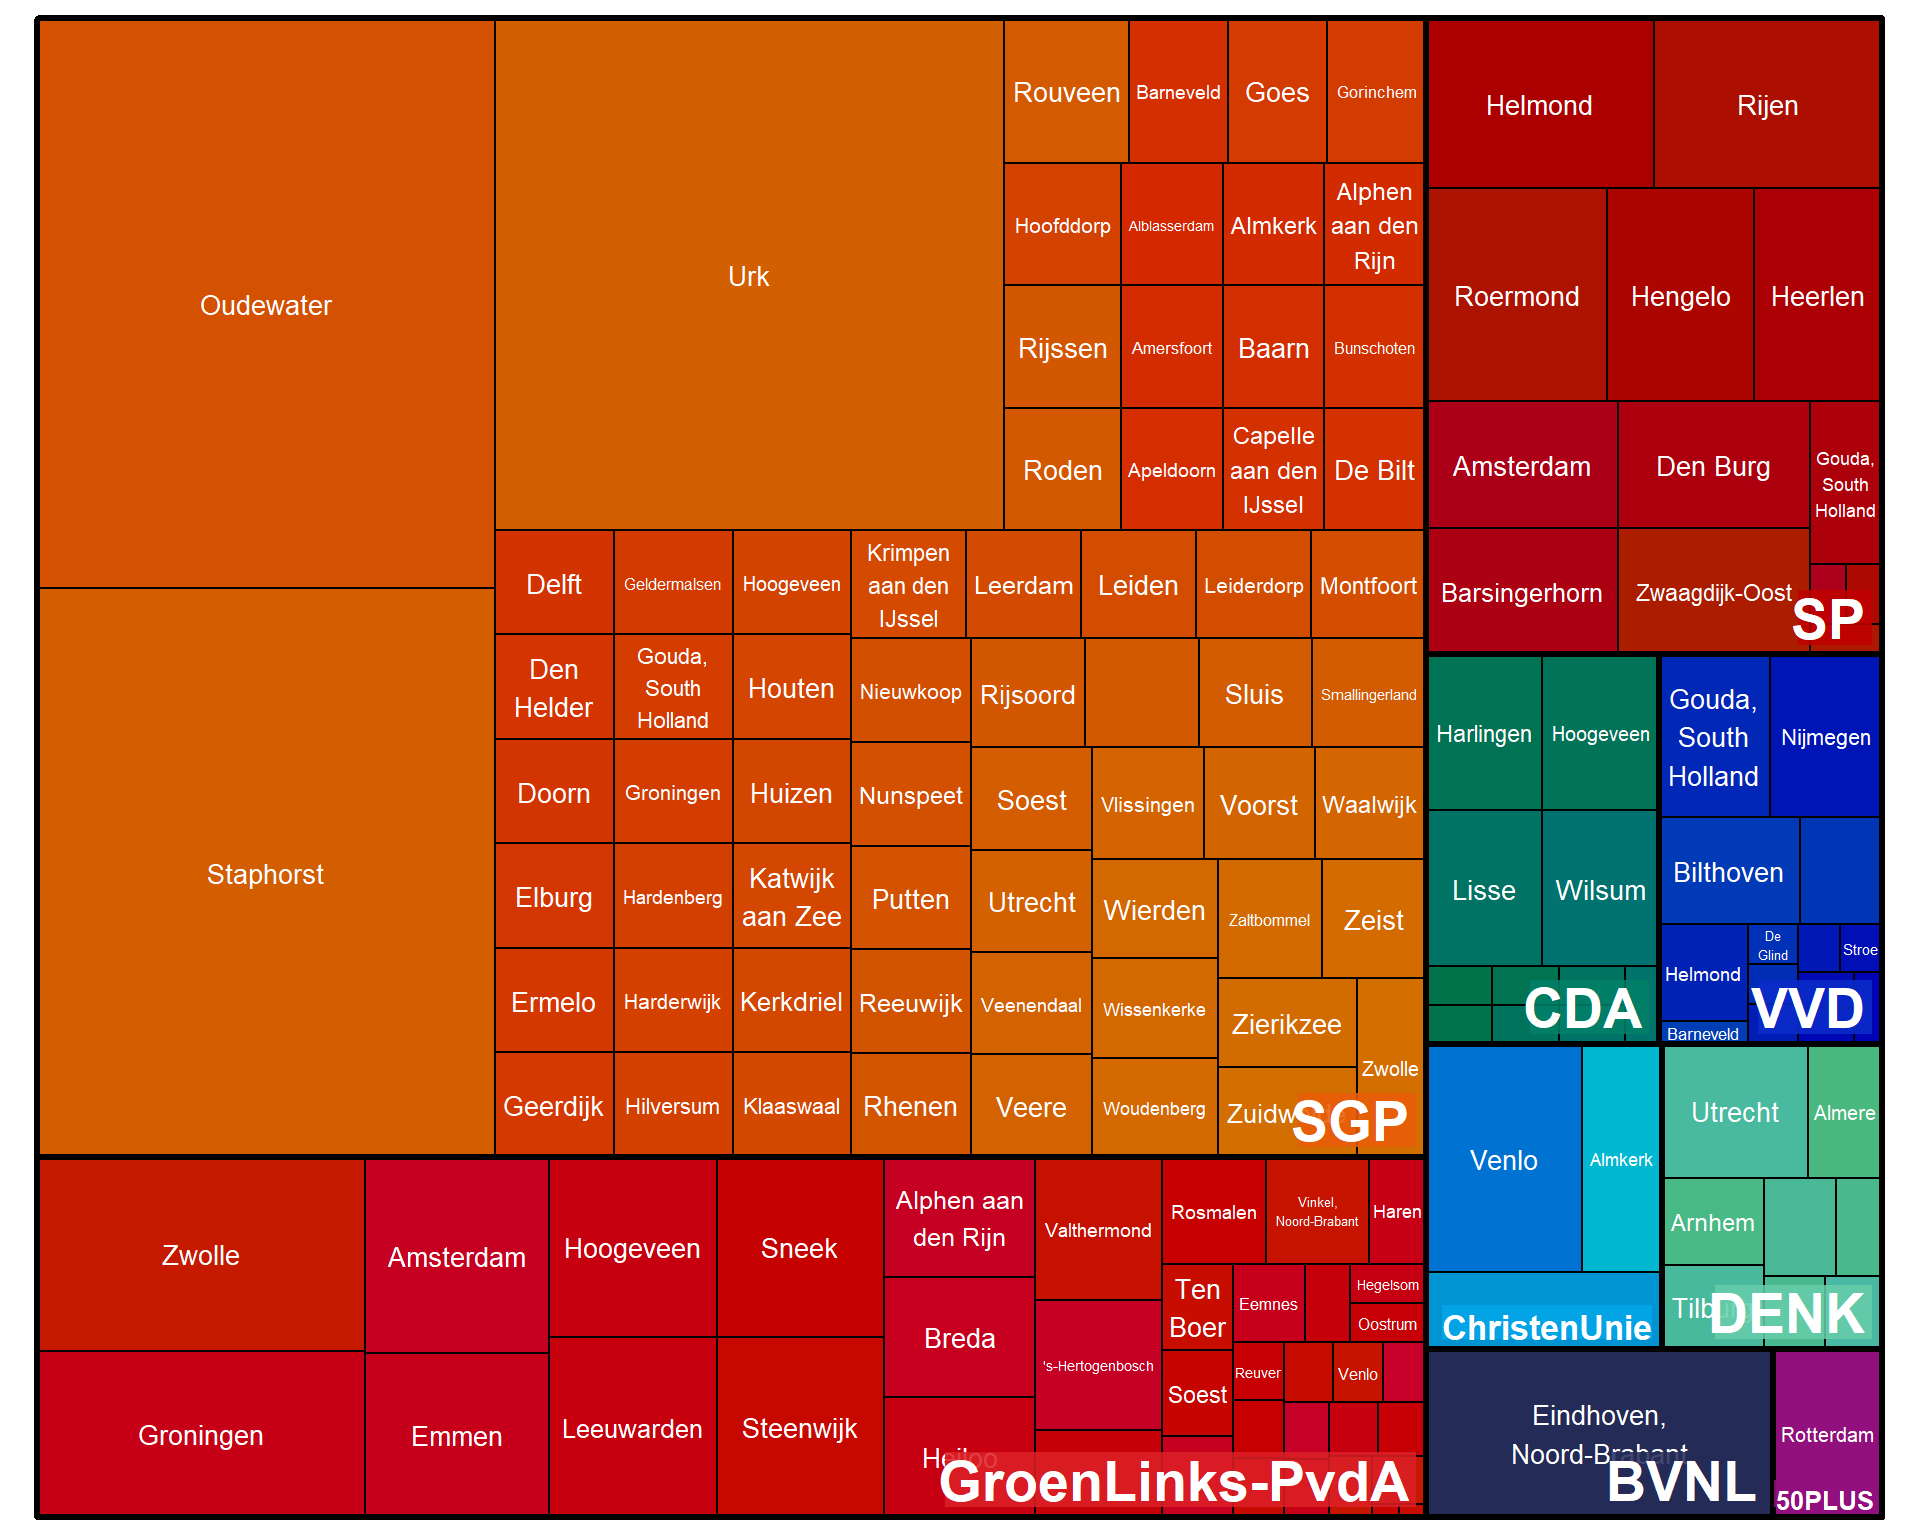 Oudewater
Staphorst
Urk
Rouveen
Barneveld
Goes
Gorinchem
Hoofddorp
Alblasserdam
Almkerk
Alphen
aan den
Rijn
Rijssen
Amersfoort
Baarn
Bunschoten
Roden
Apeldoorn
Capelle
aan den
IJssel
De Bilt
Delft
Geldermalsen
Hoogeveen
Krimpen
aan den
IJssel
Leerdam
Leiden
Leiderdorp
Montfoort
Den
Helder
Gouda,
South
Holland
Houten
Nieuwkoop
Rijsoord
Sluis
Smallingerland
Doorn
Groningen
Huizen
Nunspeet
Soest
Vlissingen
Voorst
Waalwijk
Elburg
Hardenberg
Katwijk
aan Zee
Putten
Utrecht
Wierden
Zaltbommel
Zeist
Ermelo
Harderwijk
Kerkdriel
Reeuwijk
Veenendaal
Wissenkerke
Zierikzee
Zwolle
Geerdijk
Hilversum
Klaaswaal
Rhenen
Veere
Woudenberg
SGP
Zwolle
Groningen
Amsterdam
Emmen
Hoogeveen
Leeuwarden
Sneek
Steenwijk
Alphen aan
den Rijn
Breda
Heiloo
Valthermond
's-Hertogenbosch
Rosmalen
Vinkel,
Noord-Brabant
Haren
Ten
Boer
Eemnes
Hegelsom
Oostrum
Soest
Reuver
Venlo
GroenLinks-PvdA
Helmond
Rijen
Roermond
Hengelo
Heerlen
Amsterdam
Den Burg
Gouda,
South
Holland
Barsingerhorn
Zwaagdijk-Oost
SP
Harlingen
Hoogeveen
Lisse
Wilsum
CDA
Gouda,
South
Holland
Nijmegen
Bilthoven
Helmond
De
Glind
Stroe
Barneveld
VVD
Venlo
Almkerk
ChristenUnie
Utrecht
Almere
Arnhem
Tilburg
DENK
Eindhoven,
Noord-Brabant
BVNL
Rotterdam
50PLUS